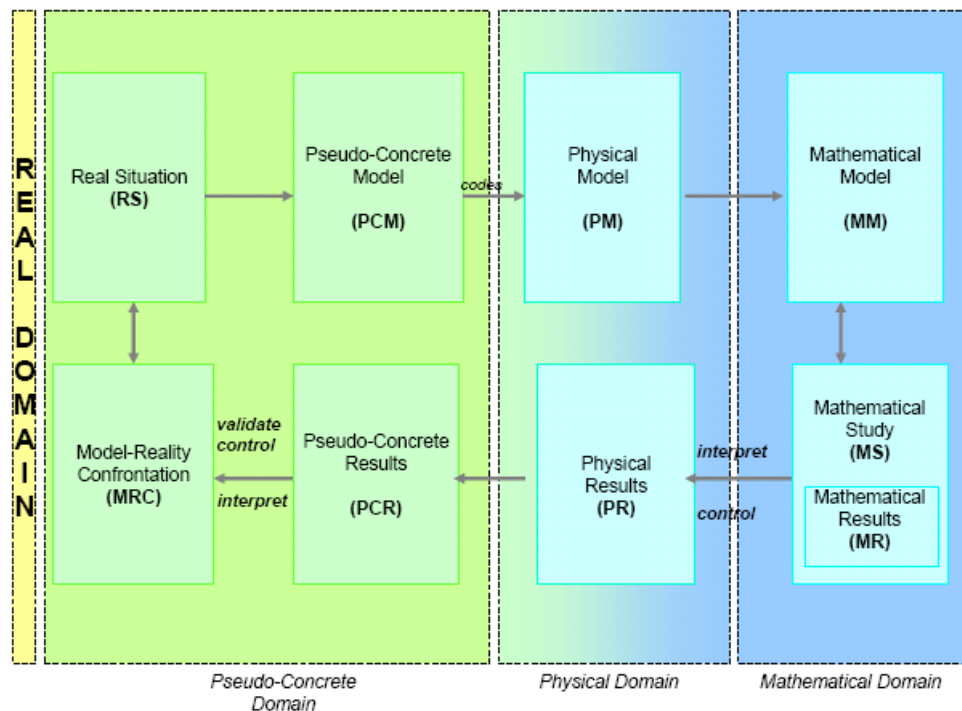 REAL DOMAIN
Real Situation
(RS)
Pseudo-Concrete
Model
(PCM)
codes
Physical
Model
(PM)
Mathematical
Model
(MM)
Model-Reality
Confrontation
(MRC)
validate
control
interpret
Pseudo-Concrete
Results
(PCR)
Physical
Results
(PR)
interpret
control
Mathematical
Study
(MS)
Mathematical
Results
(MR)
Pseudo-Concrete
Domain
Physical Domain
Mathematical Domain